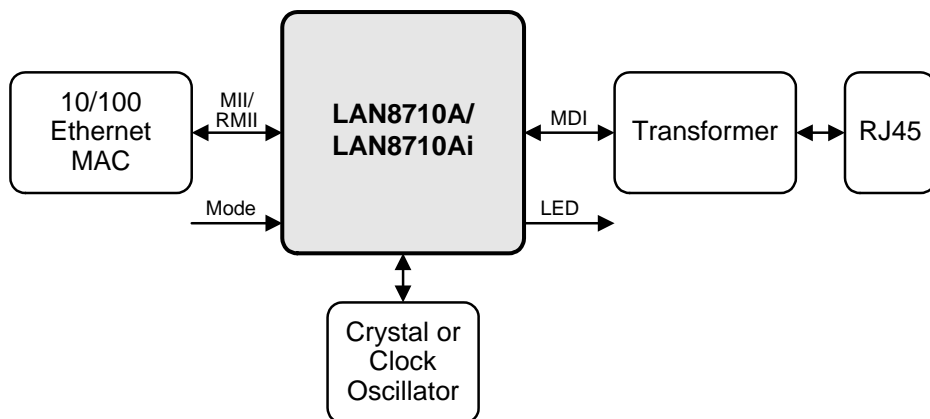 10/100
Ethernet
MAC
MII/
RMII
LAN8710A/
LAN8710Ai
MDI
Transformer
RJ45
Mode
LED
Crystal or
Clock
Oscillator